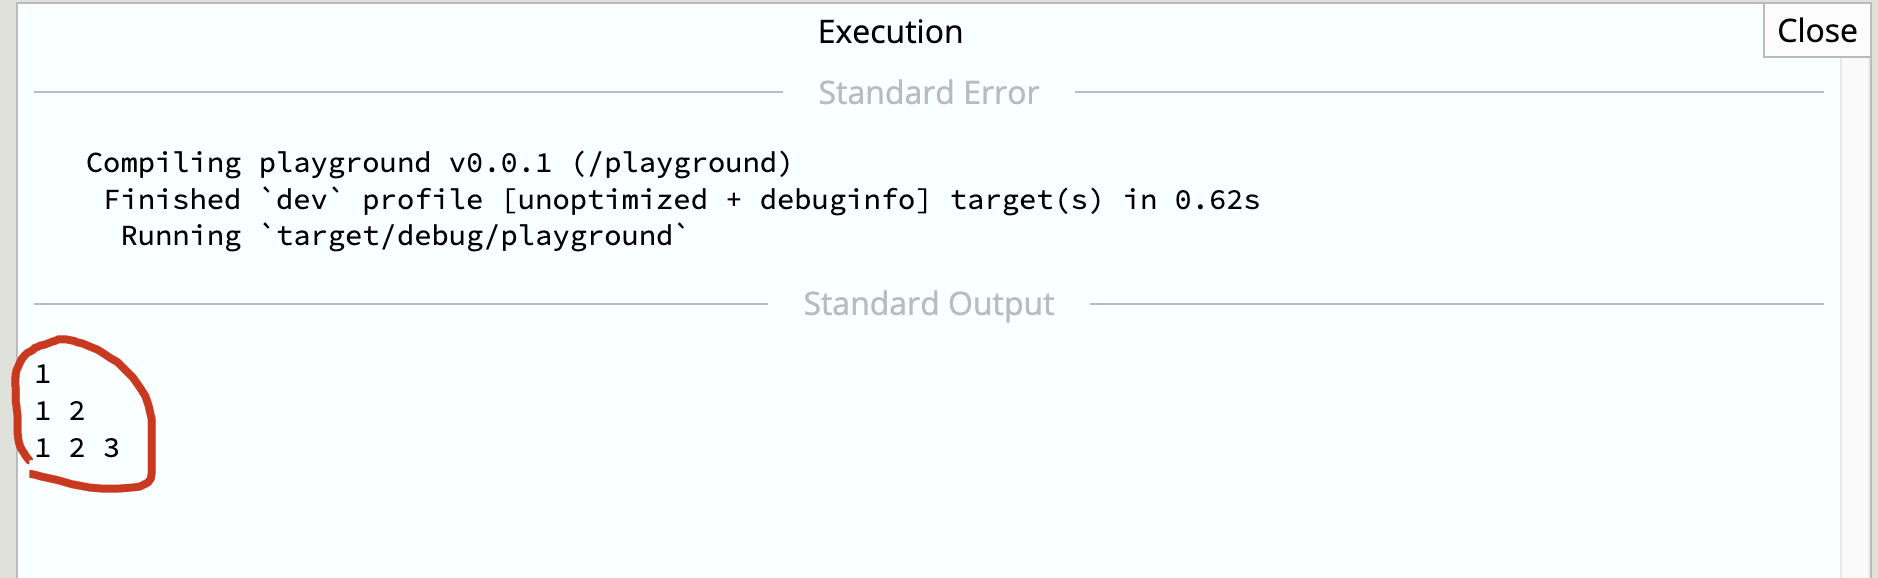 Execution
Close
Standard Error
Compiling playground v0.0.1 (/playground)
Finished `dev` profile [unoptimized + debuginfo] target(s) in 0.62s
Running `target/debug/playground`
Standard Output
1
1 2
1 2 3